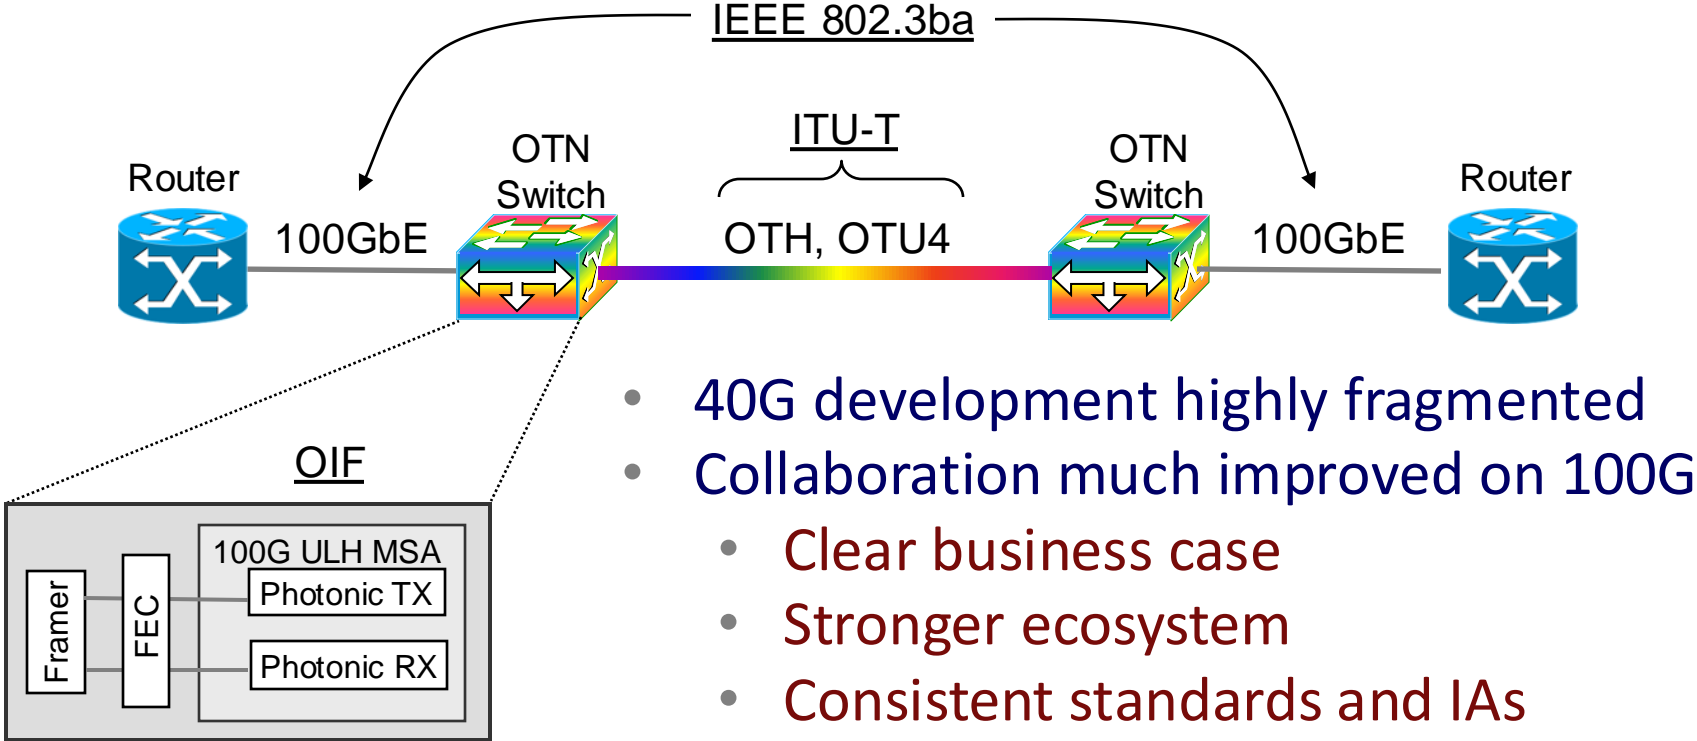 IEEE 802.3ba
ITU-T
OTN
Switch
OTN
Switch
Router
Router
100GbE
OTH, OTU4
100GbE
OIF
100G ULH MSA
Framer
FEC
Photonic TX
Photonic RX
• 40G development highly fragmented
• Collaboration much improved on 100G
• Clear business case
• Stronger ecosystem
• Consistent standards and IAs